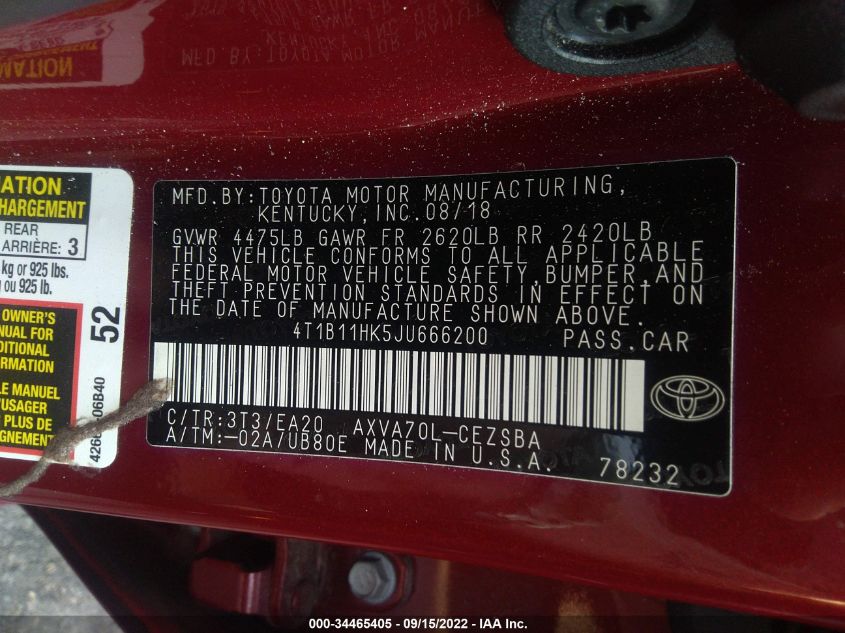 MATION
ATION
HARGEMENT
REAR
ARRIÈRE: 3
kg or 925 lbs.
ou 925 lb.
OWNER'S
NUAL FOR
DITIONAL
ORMATION
LE MANUEL
'USAGER
52
06B40
MFD.BY:TOYOTA MOTOR MANUFACTURING,
KENTUCKY, INC.08/18
GVWR 4475LB GAWR FR 2620LB RR 2420LB
THIS VEHICLE CONFORMS TO ALL APPLICABLE
FEDERAL MOTOR VEHICLE SAFETY, BUMPER, AND
THEFT PREVENTION STANDARDS IN EFFECT ON
THE DATE OF MANUFACTURE SHOWN ABOVE.
4T1B11HK5JU666200 PASS.CAR
C/TR:3T3/EA20 AXVA70L-CEZSBA
A/TM:-02A/UB80E MADE IN U.S.A. 78232
000-34465405 - 09/15/2022 - IAA Inc.